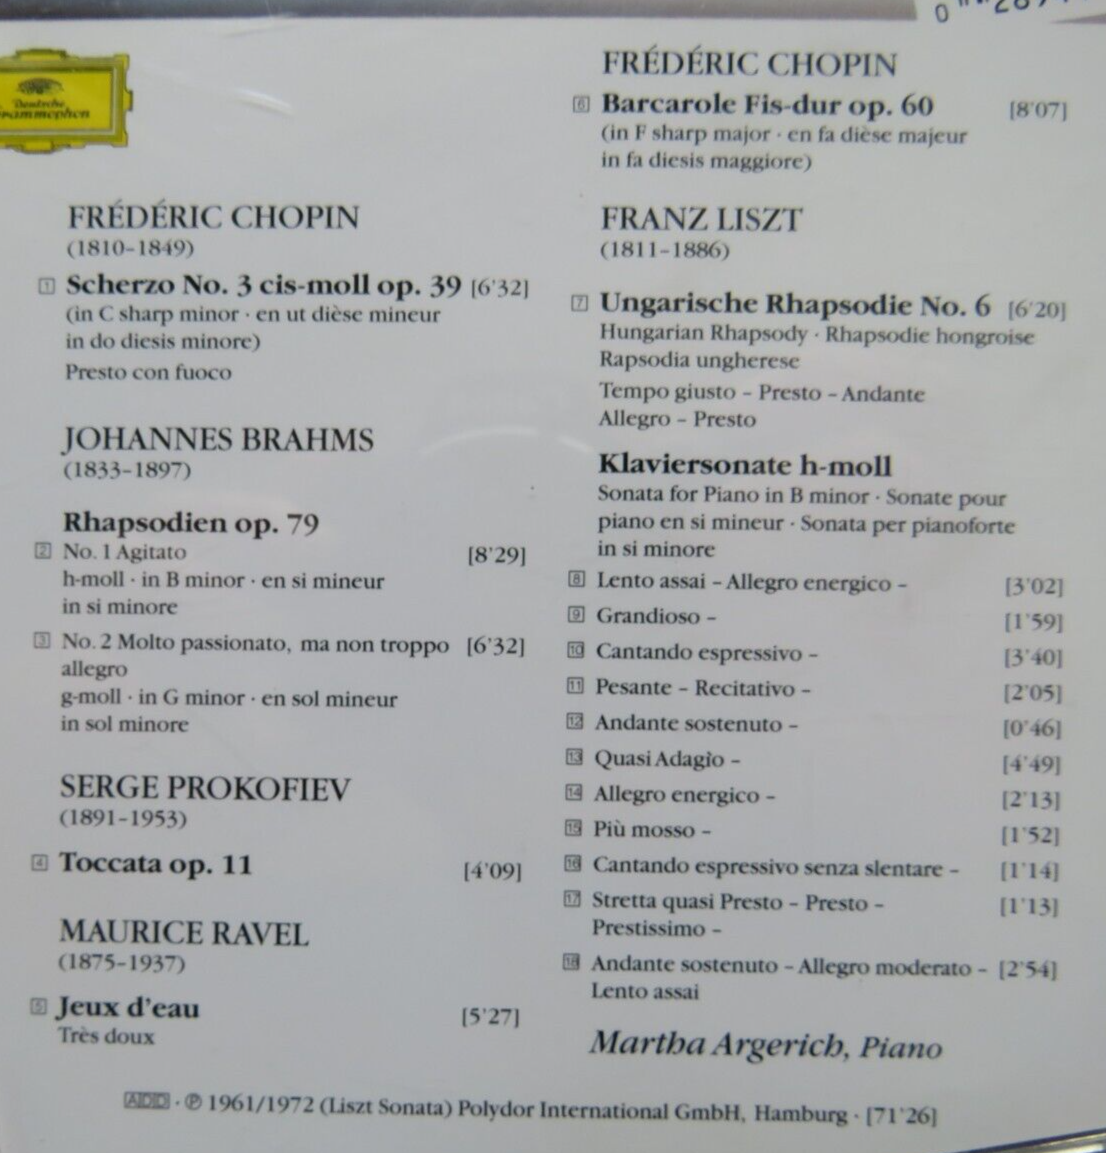 Deutsche
Grammophon
FRÉDÉRIC CHOPIN
(1810-1849)
1 Scherzo No. 3 cis-moll op. 39 [6'32]
(in C sharp minor · en ut dièse mineur
in do diesis minore)
Presto con fuoco
JOHANNES BRAHMS
(1833-1897)
Rhapsodien op. 79
2 No. 1 Agitato [8'29]
h-moll · in B minor · en si mineur
in si minore
3 No. 2 Molto passionato, ma non troppo [6'32]
allegro
g-moll · in G minor · en sol mineur
in sol minore
SERGE PROKOFIEV
(1891-1953)
4 Toccata op. 11 [4'09]
MAURICE RAVEL
(1875-1937)
5 Jeux d'eau [5'27]
Très doux
FRÉDÉRIC CHOPIN
6 Barcarole Fis-dur op. 60 [8'07]
(in F sharp major · en fa dièse majeur
in fa diesis maggiore)
FRANZ LISZT
(1811-1886)
7 Ungarische Rhapsodie No. 6 [6'20]
Hungarian Rhapsody · Rhapsodie hongroise
Rapsodia ungherese
Tempo giusto – Presto – Andante
Allegro – Presto
Klaviersonate h-moll
Sonata for Piano in B minor · Sonate pour
piano en si mineur · Sonata per pianoforte
in si minore
8 Lento assai – Allegro energico – [3'02]
9 Grandioso – [1'59]
10 Cantando espressivo – [3'40]
11 Pesante – Recitativo – [2'05]
12 Andante sostenuto – [0'46]
13 Quasi Adagio – [4'49]
14 Allegro energico – [2'13]
15 Più mosso – [1'52]
16 Cantando espressivo senza slentare – [1'14]
17 Stretta quasi Presto – Presto – [1'13]
Prestissimo –
18 Andante sostenuto – Allegro moderato – [2'54]
Lento assai
Martha Argerich, Piano
ADD · ℗ 1961/1972 (Liszt Sonata) Polydor International GmbH, Hamburg · [71'26]